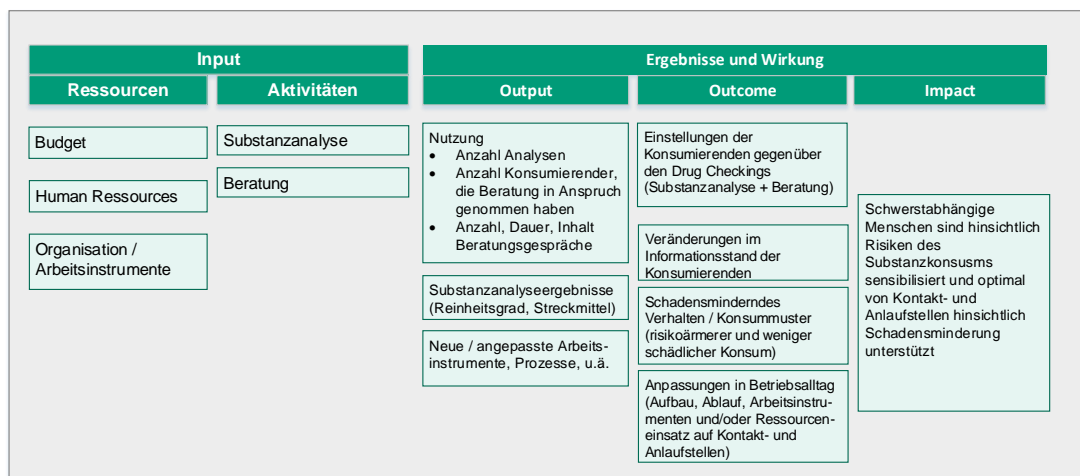 Input
Ressourcen
Aktivitäten
Budget
Human Ressources
Organisation /
Arbeitsinstrumente
Substanzanalyse
Beratung
Ergebnisse und Wirkung
Output
Outcome
Impact
Nutzung
• Anzahl Analysen
• Anzahl Konsumierender,
die Beratung in Anspruch
genommen haben
• Anzahl, Dauer, Inhalt
Beratungsgespräche
Substanzanalyseergebnisse
(Reinheitsgrad, Streckmittel)
Neue / angepasste Arbeits-
instrumente, Prozesse, u.ä.
Einstellungen der
Konsumierenden gegenüber
den Drug Checkings
(Substanzanalyse + Beratung)
Veränderungen im
Informationsstand der
Konsumierenden
Schadensminderndes
Verhalten / Konsummuster
(risikoärmerer und weniger
schädlicher Konsum)
Anpassungen in Betriebsalltag
(Aufbau, Ablauf, Arbeitsinstru-
menten und/oder Ressourcen-
einsatz auf Kontakt- und
Anlaufstellen)
Schwerstabhängige
Menschen sind hinsichtlich
Risiken des
Substanzkonsusms
sensibilisiert und optimal
von Kontakt- und
Anlaufstellen hinsichtlich
Schadensminderung
unterstützt